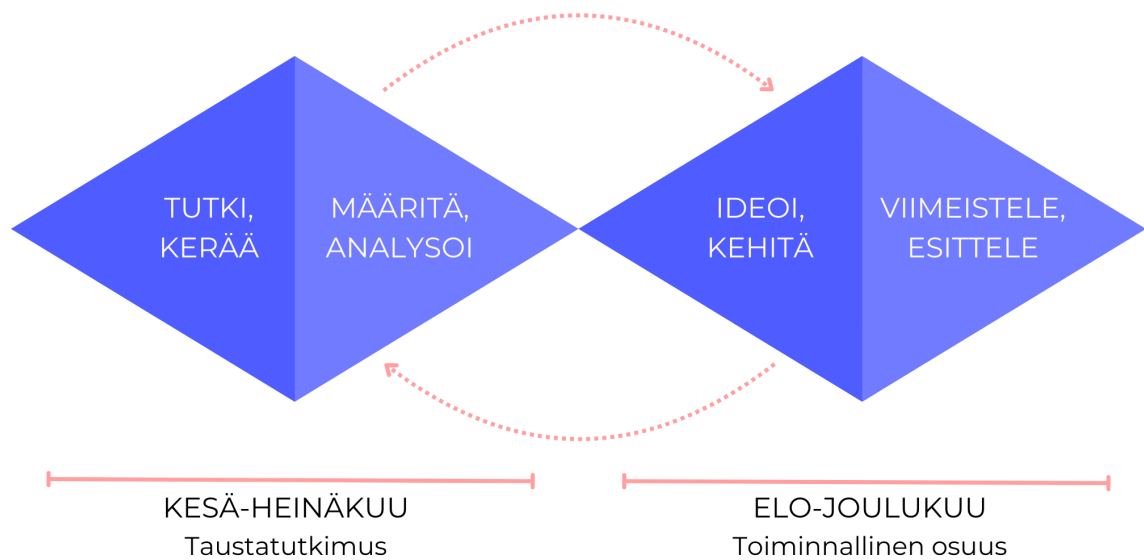 TUTKI,
KERÄÄ
MÄÄRITÄ,
ANALYSOI
IDEOI,
KEHITÄ
VIIMEISTELE,
ESITTELE
KESÄ-HEINÄKUU
Taustatutkimus
ELO-JOULUKUU
Toiminnallinen osuus